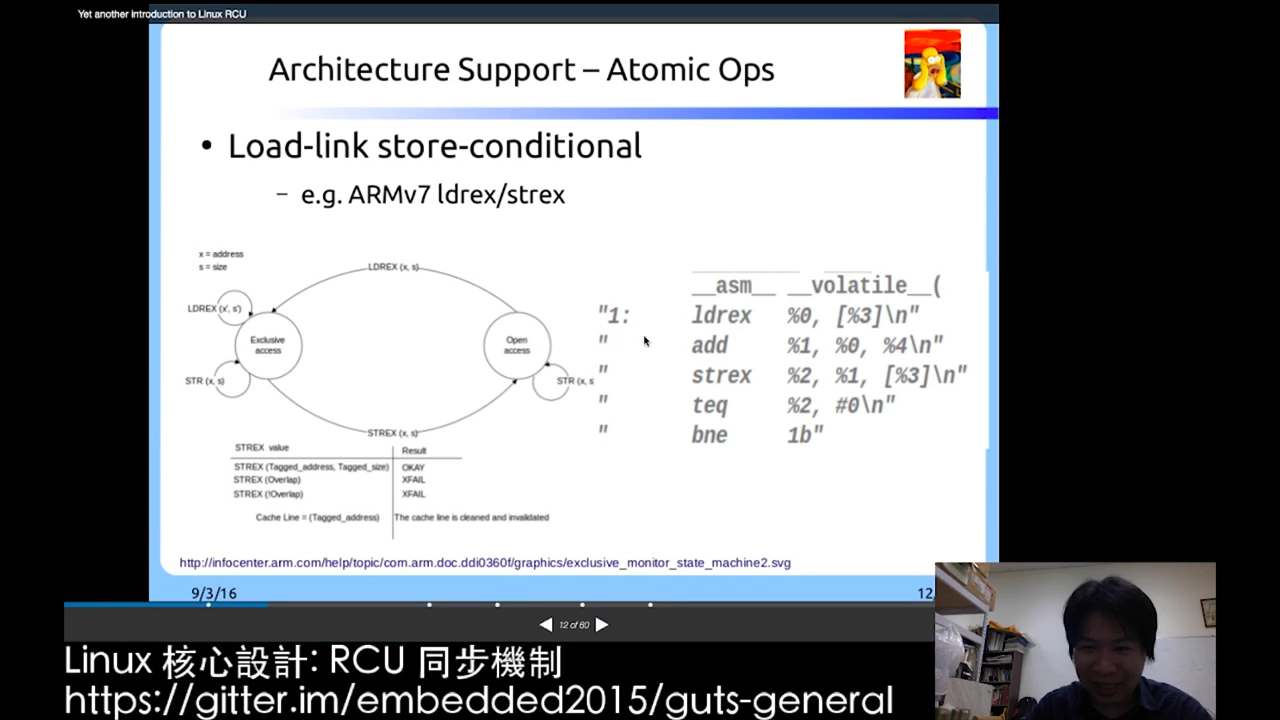 Yet another introduction to Linux RCU
Architecture Support – Atomic Ops
• Load-link store-conditional
– e.g. ARMv7 ldrex/strex
x = address
s = size
LDREX (x, s)
LDREX (x', s')
Exclusive
access
Open
access
STR (x, s)
STR (x, s
STREX (x, s)
STREX value Result
STREX (Tagged_address, Tagged_size) OKAY
STREX (Overlap) XFAIL
STREX (!Overlap) XFAIL
Cache Line = (Tagged_address) The cache line is cleaned and invalidated
__asm__ __volatile__(
"1: ldrex %0, [%3]\n"
" add %1, %0, %4\n"
" strex %2, %1, [%3]\n"
" teq %2, #0\n"
" bne 1b"
http://infocenter.arm.com/help/topic/com.arm.doc.ddi0360f/graphics/exclusive_monitor_state_machine2.svg
9/3/16 12
12 of 60
Linux 核心設計: RCU 同步機制
https://gitter.im/embedded2015/guts-general